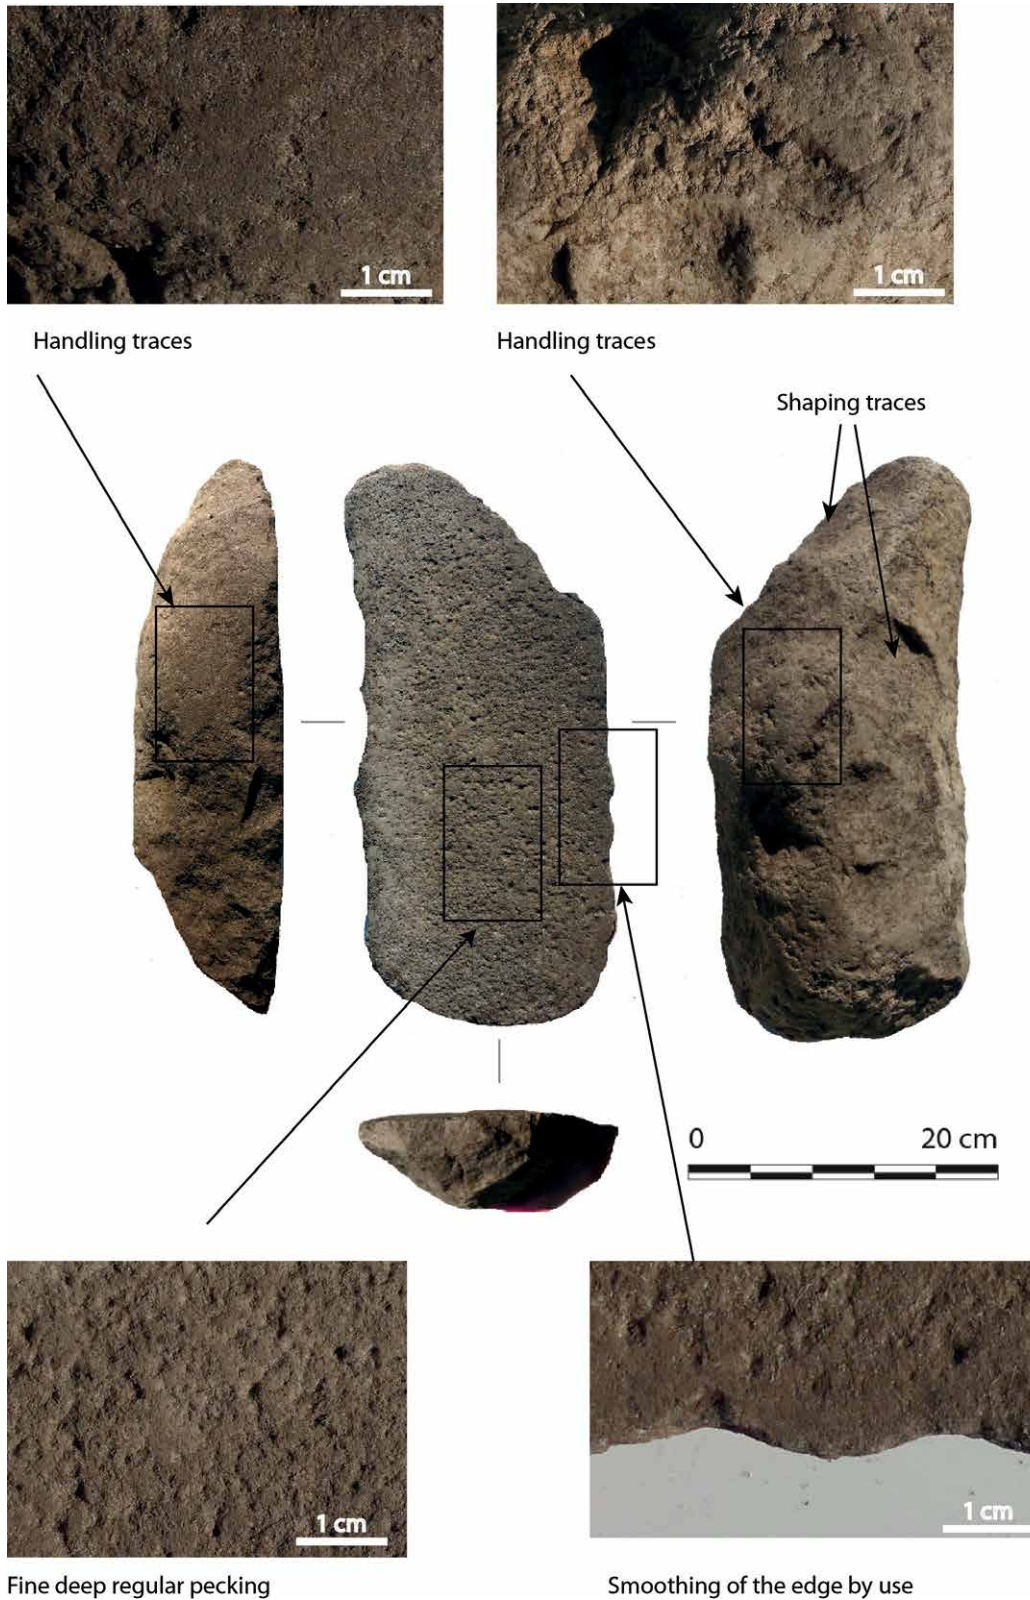 1 cm
1 cm
Handling traces
Handling traces
Shaping traces
0 20 cm
1 cm
1 cm
Fine deep regular pecking
Smoothing of the edge by use